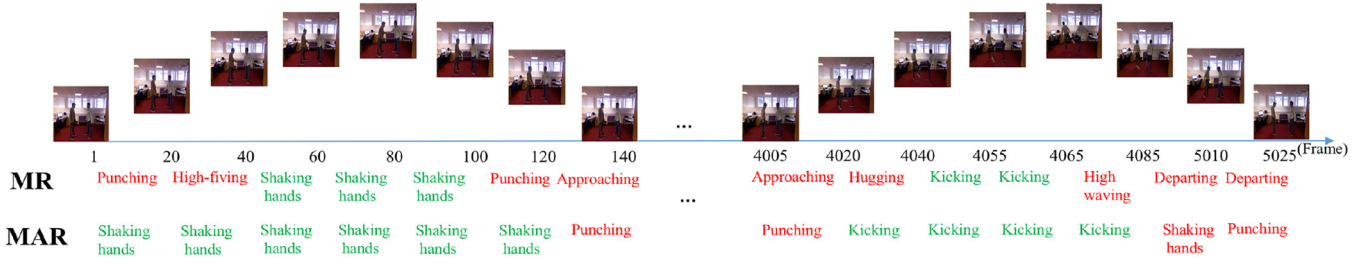 ... 
1 20 40 60 80 100 120 140 4005 4020 4040 4055 4065 4085 5010 5025 (Frame)
MR Punching High-fiving Shaking hands Shaking hands Shaking hands Punching Approaching ... Approaching Hugging Kicking Kicking High waving Departing Departing
MAR Shaking hands Shaking hands Shaking hands Shaking hands Shaking hands Shaking hands Punching Punching Kicking Kicking Kicking Kicking Shaking hands Punching